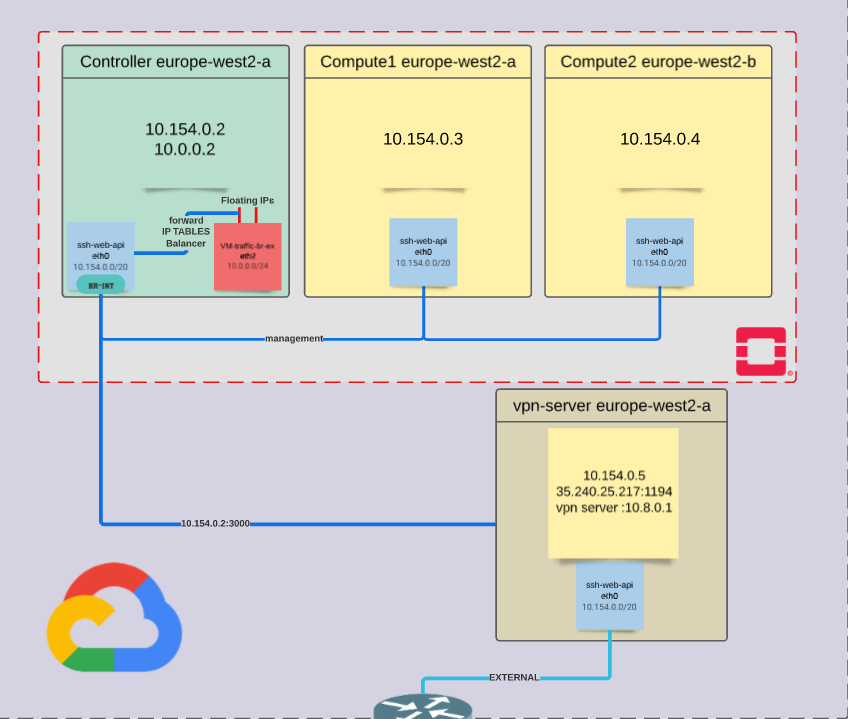 Controller europe-west2-a
10.154.0.2
10.0.0.2
Floating IPs
forward
IP TABLES
Balancer
ssh-web-api
eth0
10.154.0.0/20
BR-INT
VM-traffic-br-ex
eth2
10.0.0.0/24
Compute1 europe-west2-a
10.154.0.3
ssh-web-api
eth0
10.154.0.0/20
Compute2 europe-west2-b
10.154.0.4
ssh-web-api
eth0
10.154.0.0/20
management
vpn-server europe-west2-a
10.154.0.5
35.240.25.217:1194
vpn server :10.8.0.1
ssh-web-api
eth0
10.154.0.0/20
10.154.0.2:3000
EXTERNAL